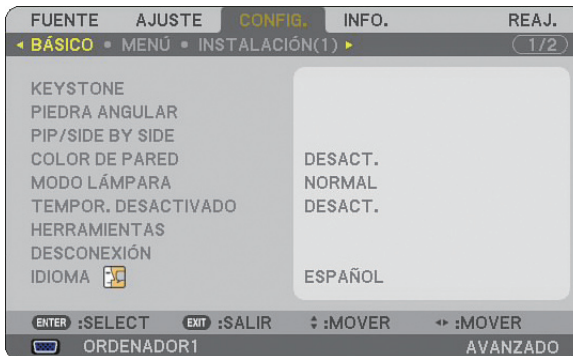 FUENTE AJUSTE CONFIG. INFO. REAJ.
BÁSICO • MENÚ • INSTALACIÓN(1) 1/2
KEYSTONE
PIEDRA ANGULAR
PIP/SIDE BY SIDE
COLOR DE PARED DESACT.
MODO LÁMPARA NORMAL
TEMPOR. DESACTIVADO DESACT.
HERRAMIENTAS
DESCONEXIÓN
IDIOMA ESPAÑOL
ENTER :SELECT EXIT :SALIR :MOVER :MOVER
ORDENADOR1 AVANZADO